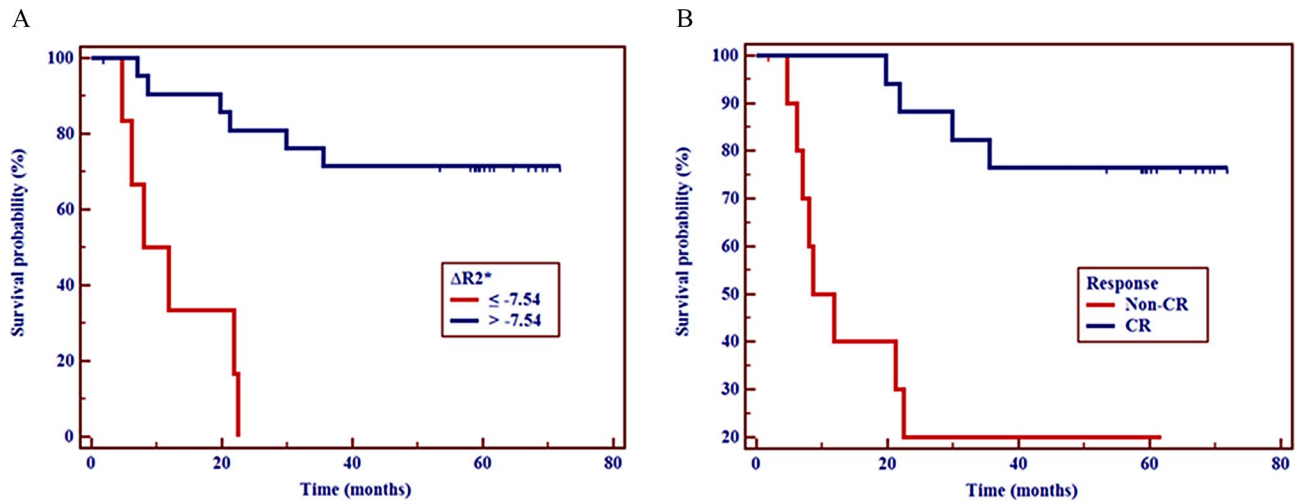 A
Survival probability (%)
100
80
60
40
20
0
ΔR2*
≤ -7.54
> -7.54
0 20 40 60 80
Time (months)
B
Survival probability (%)
100
90
80
70
60
50
40
30
20
Response
Non-CR
CR
0 20 40 60 80
Time (months)